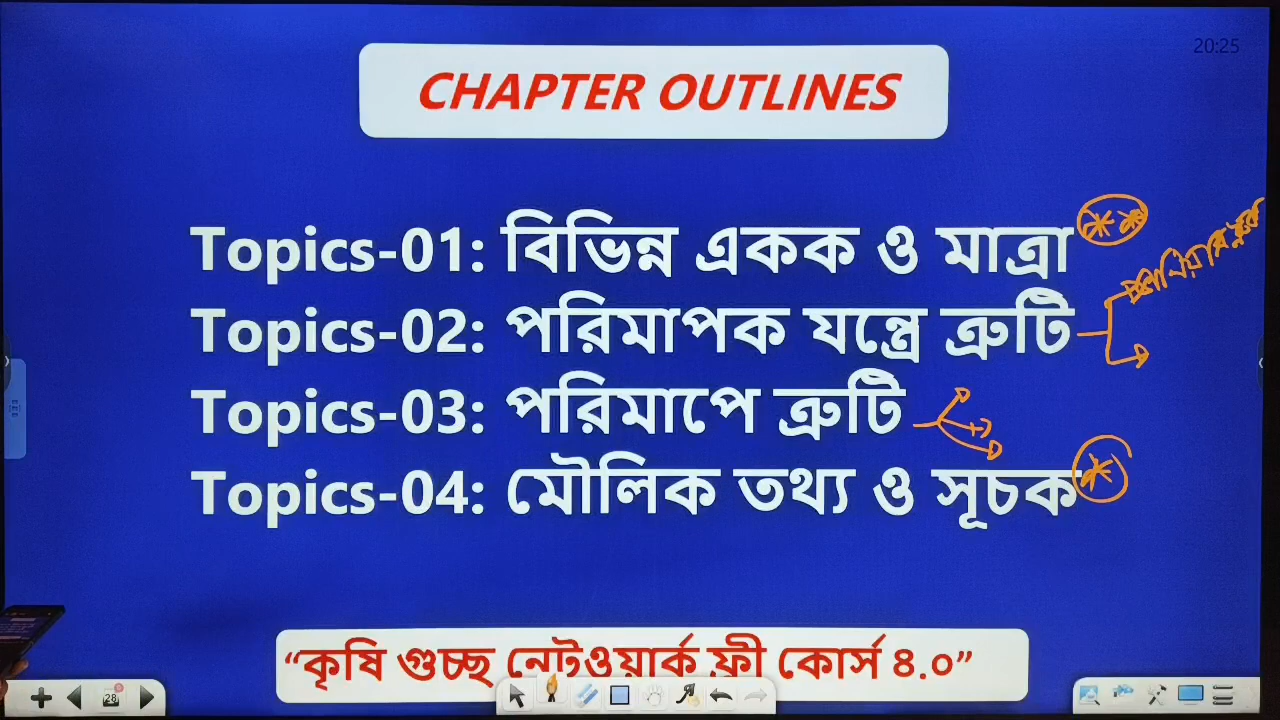 20:25
CHAPTER OUTLINES
Topics-01: বিভিন্ন একক ও মাত্রা
Topics-02: পরিমাপক যন্ত্রে ত্রুটি
Topics-03: পরিমাপে ত্রুটি
Topics-04: মৌলিক তথ্য ও সূচক
“কৃষি গুচ্ছ নেটওয়ার্ক ফ্রী কোর্স ৪.০”
28